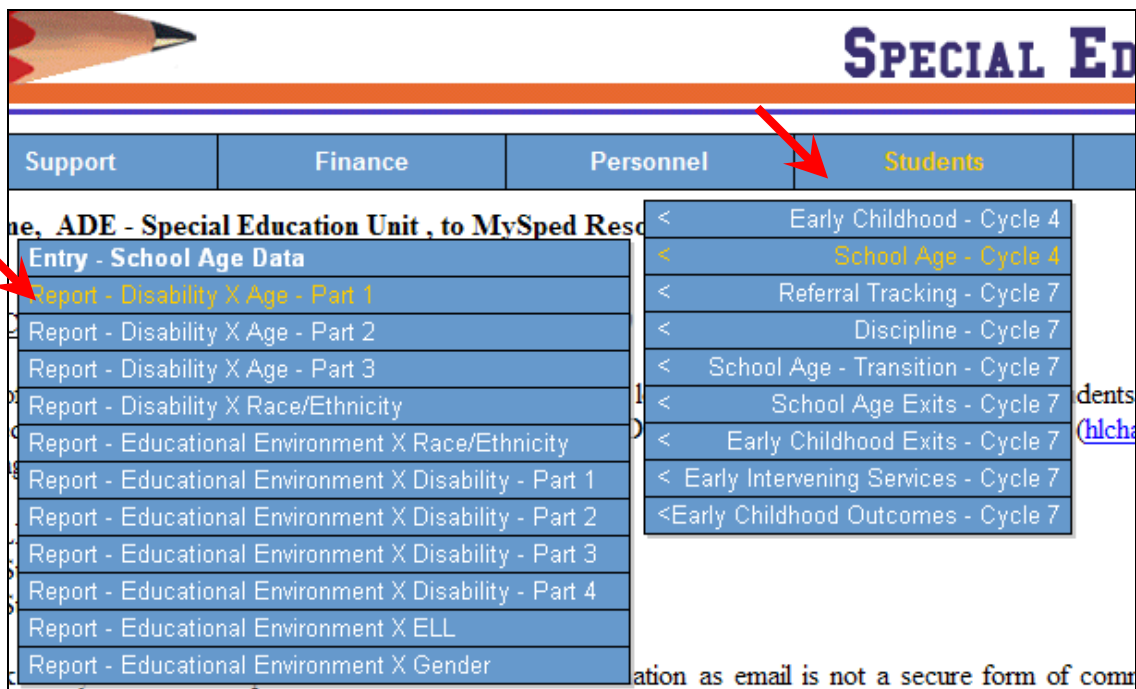 SPECIAL ED
Support Finance Personnel Students
me, ADE - Special Education Unit , to MySped Reso
< Early Childhood - Cycle 4
< School Age - Cycle 4
< Referral Tracking - Cycle 7
< Discipline - Cycle 7
< School Age - Transition - Cycle 7
< School Age Exits - Cycle 7
< Early Childhood Exits - Cycle 7
< Early Intervening Services - Cycle 7
<Early Childhood Outcomes - Cycle 7
Entry - School Age Data
Report - Disability X Age - Part 1
Report - Disability X Age - Part 2
Report - Disability X Age - Part 3
Report - Disability X Race/Ethnicity
Report - Educational Environment X Race/Ethnicity
Report - Educational Environment X Disability - Part 1
Report - Educational Environment X Disability - Part 2
Report - Educational Environment X Disability - Part 3
Report - Educational Environment X Disability - Part 4
Report - Educational Environment X ELL
Report - Educational Environment X Gender
dents
(hlcha
ation as email is not a secure form of comm